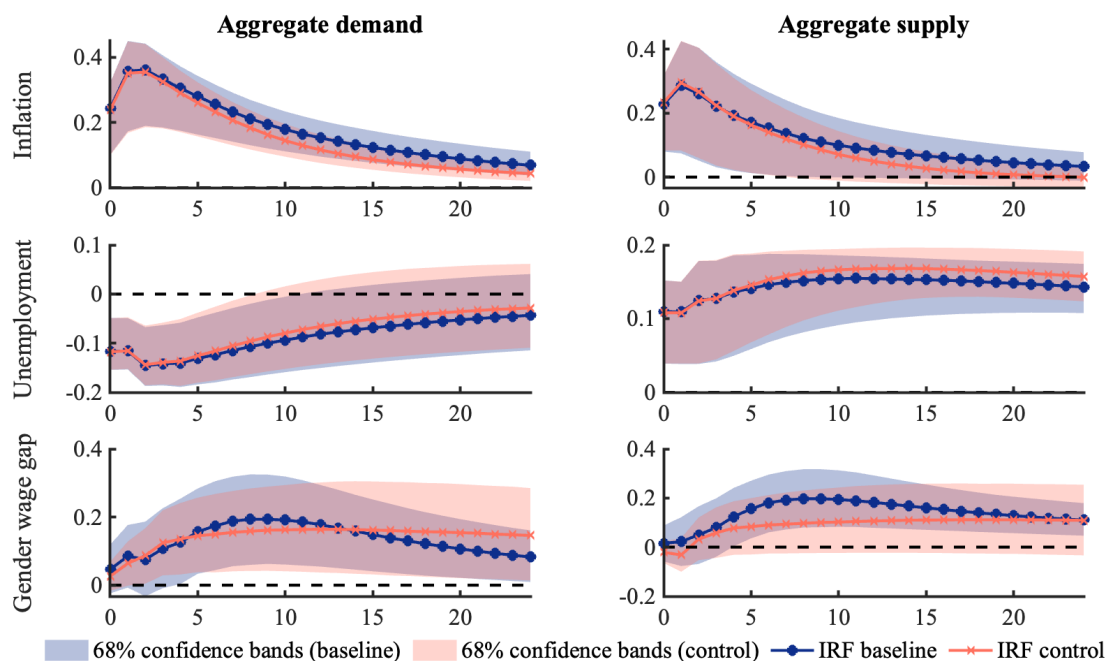 Aggregate demand
Aggregate supply
Inflation
0.4
0.2
0
0 5 10 15 20
0.4
0.2
0
0 5 10 15 20
Unemployment
0.1
0
-0.1
-0.2
0 5 10 15 20
0.2
0.1
0
0 5 10 15 20
Gender wage gap
0.4
0.2
0
0 5 10 15 20
0.4
0.2
0
-0.2
0 5 10 15 20
68% confidence bands (baseline) 68% confidence bands (control) IRF baseline IRF control